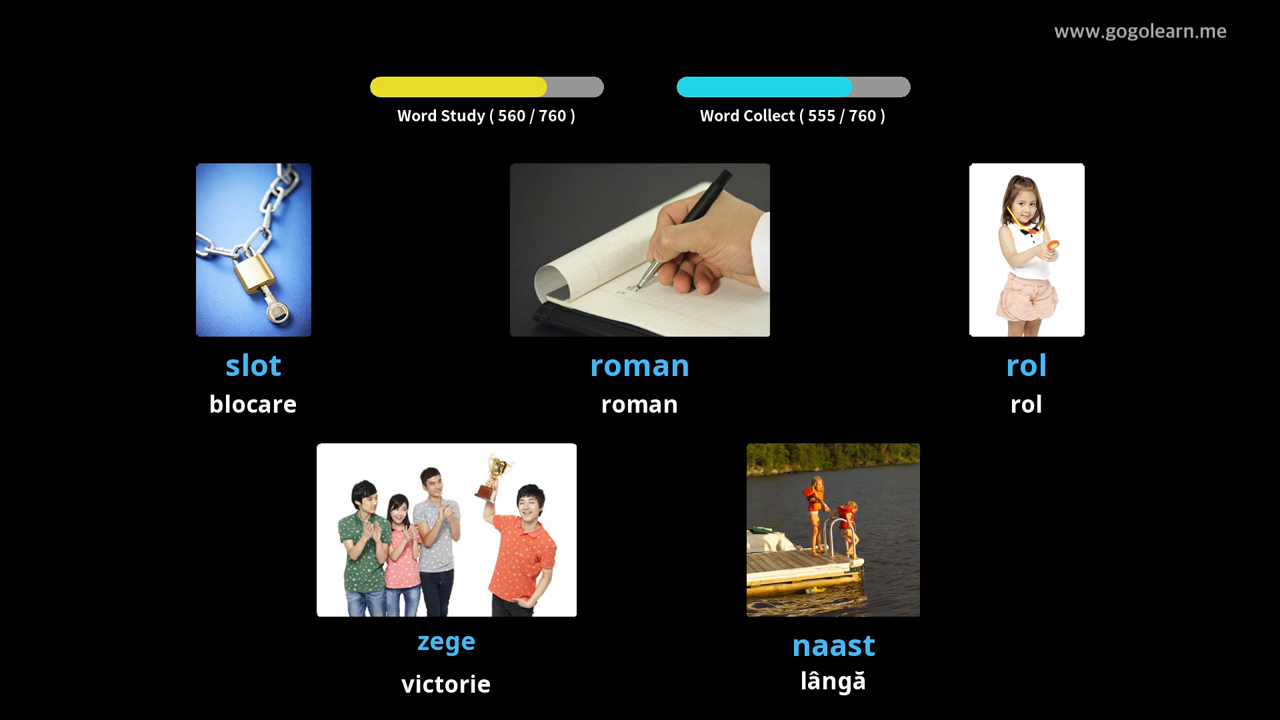 www.gogolearn.me
Word Study ( 560 / 760 )
Word Collect ( 555 / 760 )
slot
blocare
roman
roman
rol
rol
zege
victorie
naast
lângă